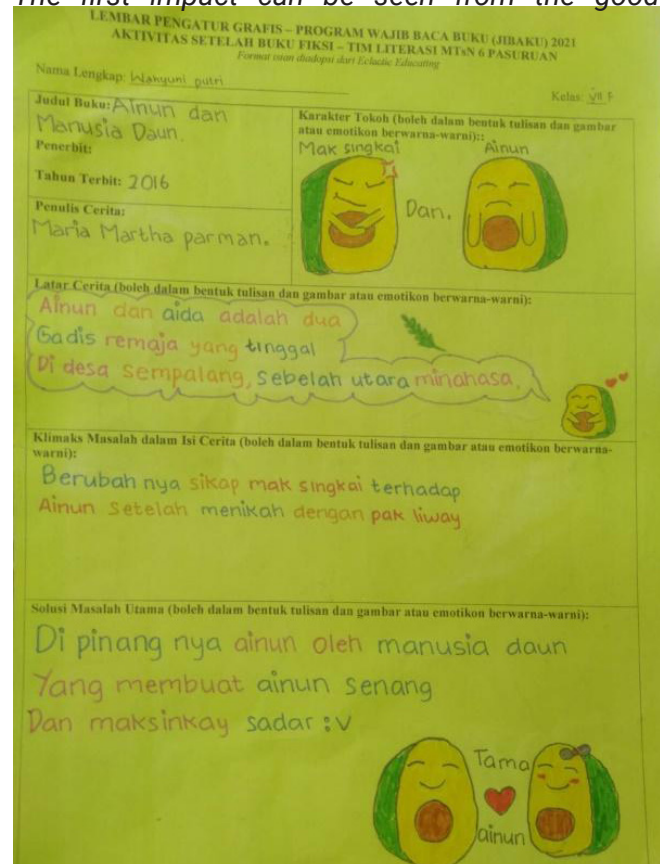 The first impact can be seen from the good
LEMBAR PENGATUR GRAFIS – PROGRAM WAJIB BACA BUKU (JIBAKU) 2021
AKTIVITAS SETELAH BUKU FIKSI – TIM LITERASI MTsN 6 PASURUAN
Format diadopsi dari Eclactic Educating
Nama Lengkap: Wahyuni putri
Kelas: VII F
Judul Buku: Ainun dan
Manusia Daun.
Penerbit:
Tahun Terbit: 2016
Penulis Cerita:
Maria Martha parman.
Karakter Tokoh (boleh dalam bentuk tulisan dan gambar
atau emotikon berwarna-warni)::
Mak singkai Ainun
Dan.
Latar Cerita (boleh dalam bentuk tulisan dan gambar atau emotikon berwarna-warni):
Ainun dan aida adalah dua
Gadis remaja yang tinggal
Di desa Sempalang, Sebelah utara minahasa.
Klimaks Masalah dalam Isi Cerita (boleh dalam bentuk tulisan dan gambar atau emotikon berwarna-
warni):
Berubah nya sikap mak singkai terhadap
Ainun Setelah menikah dengan pak liway
Solusi Masalah Utama (boleh dalam bentuk tulisan dan gambar atau emotikon berwarna-warni):
Di pinang nya ainun oleh manusia daun
Yang membuat ainun senang
Dan maksinkay sadar :v
Tama
ainun